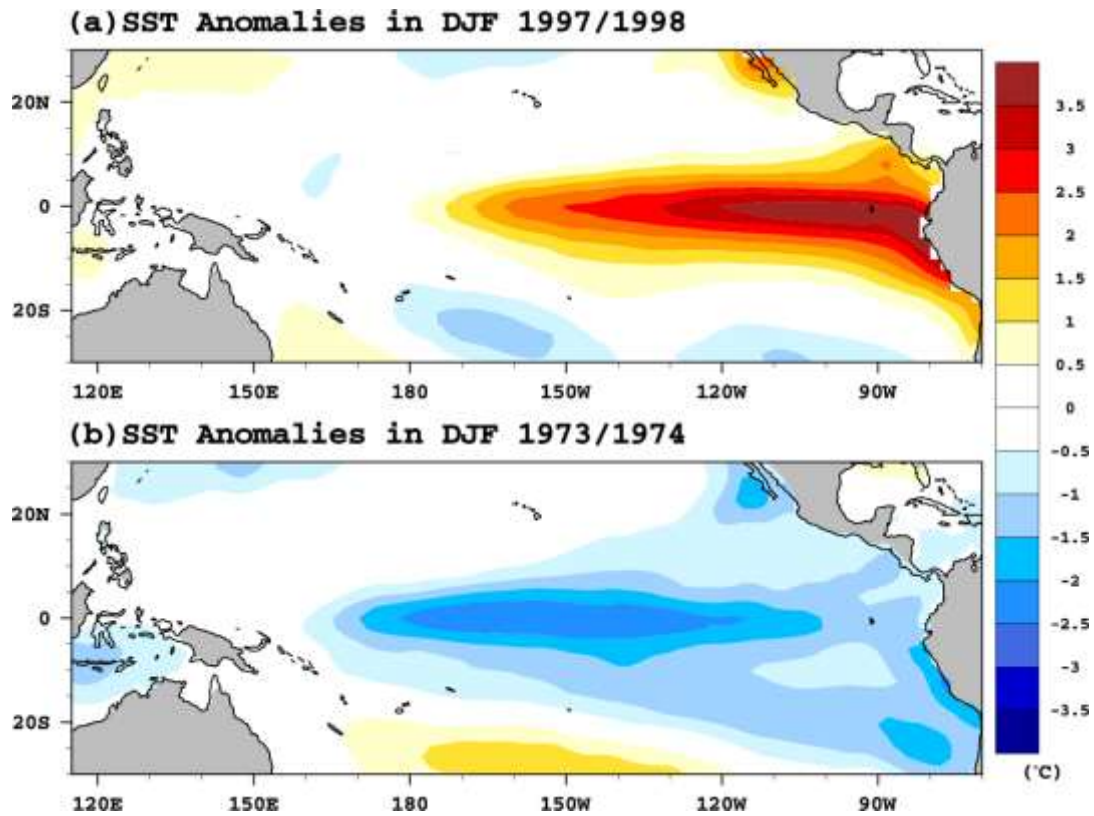 (a)SST Anomalies in DJF 1997/1998
20N
0
20S
120E 150E 180 150W 120W 90W
(b)SST Anomalies in DJF 1973/1974
20N
0
20S
120E 150E 180 150W 120W 90W
3.5
3
2.5
2
1.5
1
0.5
0
-0.5
-1
-1.5
-2
-2.5
-3
-3.5
(°C)